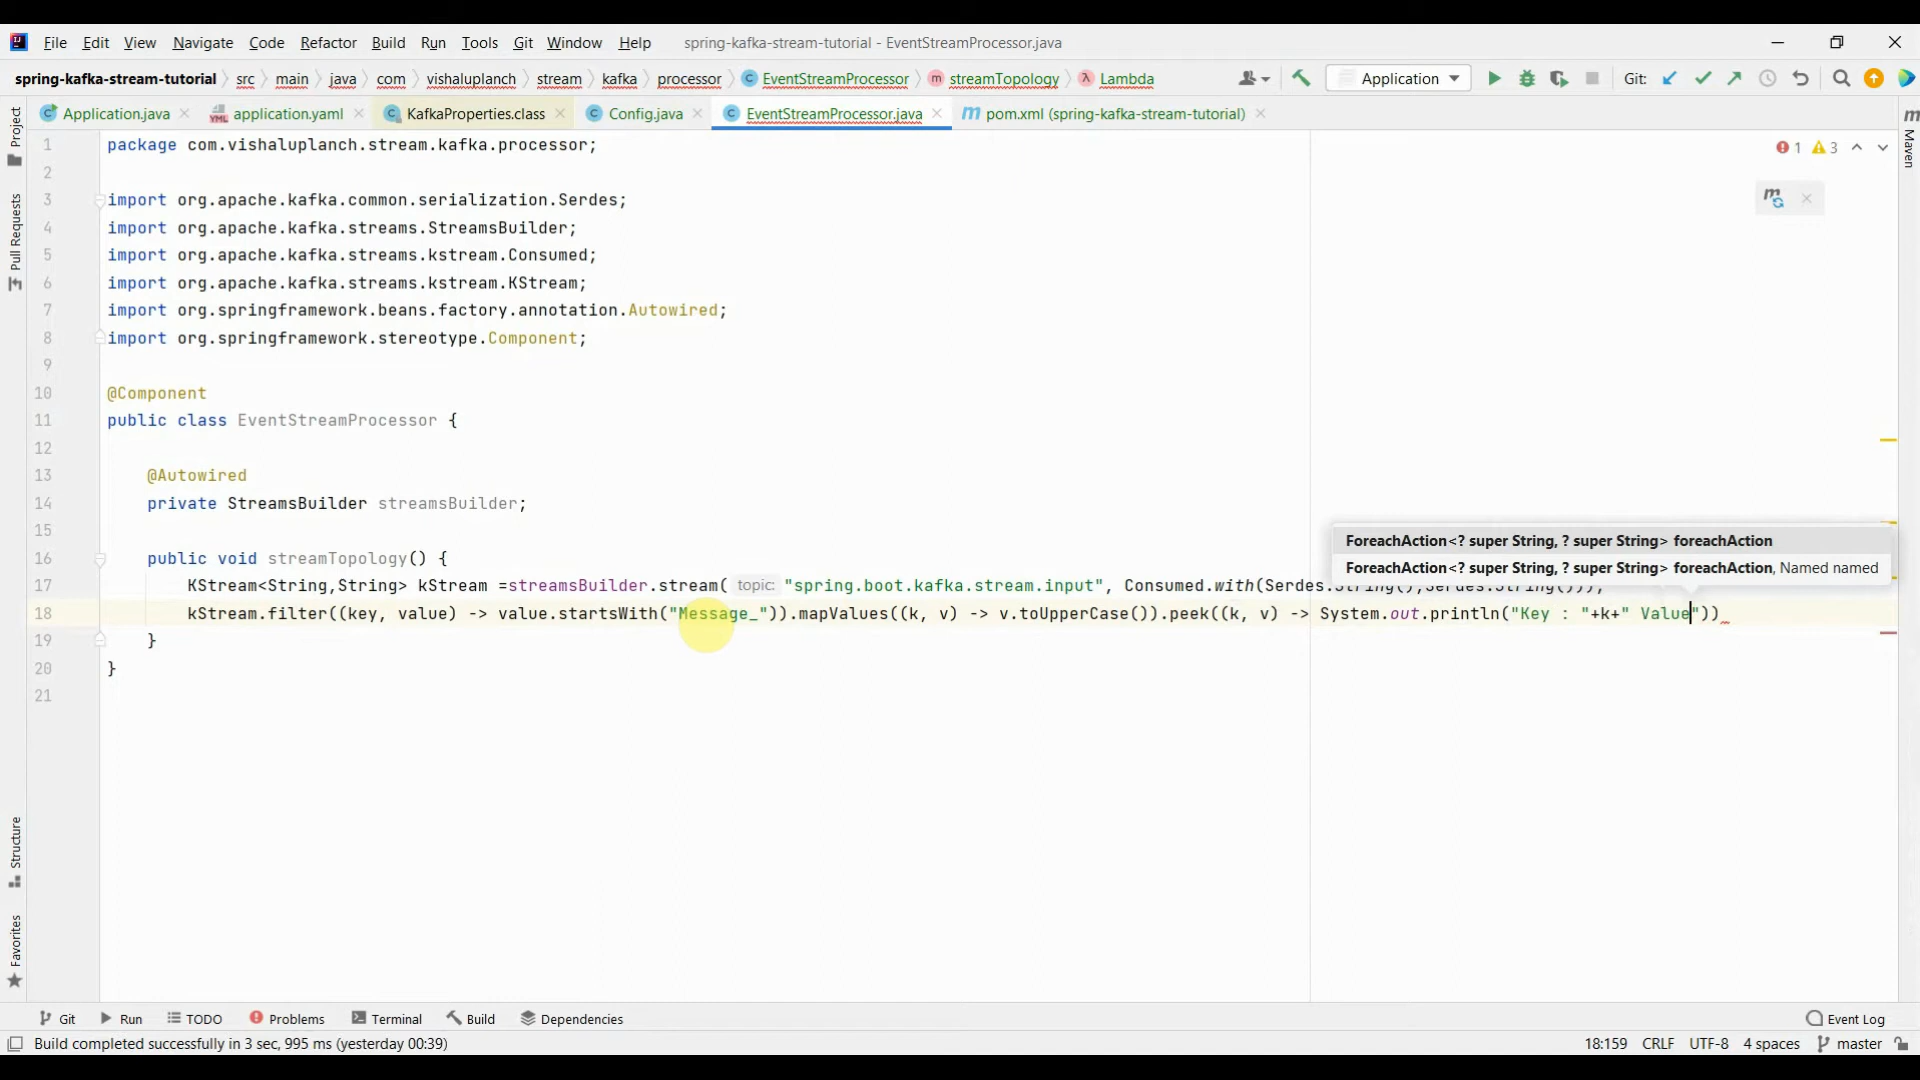 File Edit View Navigate Code Refactor Build Run Tools Git Window Help spring-kafka-stream-tutorial - EventStreamProcessor.java
spring-kafka-stream-tutorial src main java com vishaluplanch stream kafka processor EventStreamProcessor streamTopology Lambda Application Git:
Application.java application.yaml KafkaProperties.class Config.java EventStreamProcessor.java pom.xml (spring-kafka-stream-tutorial)
Project
Pull Requests
Structure
Favorites
Maven
1 3
1 package com.vishaluplanch.stream.kafka.processor;
2
3 import org.apache.kafka.common.serialization.Serdes;
4 import org.apache.kafka.streams.StreamsBuilder;
5 import org.apache.kafka.streams.kstream.Consumed;
6 import org.apache.kafka.streams.kstream.KStream;
7 import org.springframework.beans.factory.annotation.Autowired;
8 import org.springframework.stereotype.Component;
9
10 @Component
11 public class EventStreamProcessor {
12
13 @Autowired
14 private StreamsBuilder streamsBuilder;
15
ForeachAction<? super String, ? super String> foreachAction
16 public void streamTopology() {
ForeachAction<? super String, ? super String> foreachAction, Named named
17 KStream<String,String> kStream =streamsBuilder.stream( topic: "spring.boot.kafka.stream.input", Consumed.with(Serdes.String(),Serdes.String()));
18 kStream.filter((key, value) -> value.startsWith("Message_")).mapValues((k, v) -> v.toUpperCase()).peek((k, v) -> System.out.println("Key : "+k+" Value"))
19 }
20 }
21
Git Run TODO Problems Terminal Build Dependencies Event Log
Build completed successfully in 3 sec, 995 ms (yesterday 00:39) 18:159 CRLF UTF-8 4 spaces master